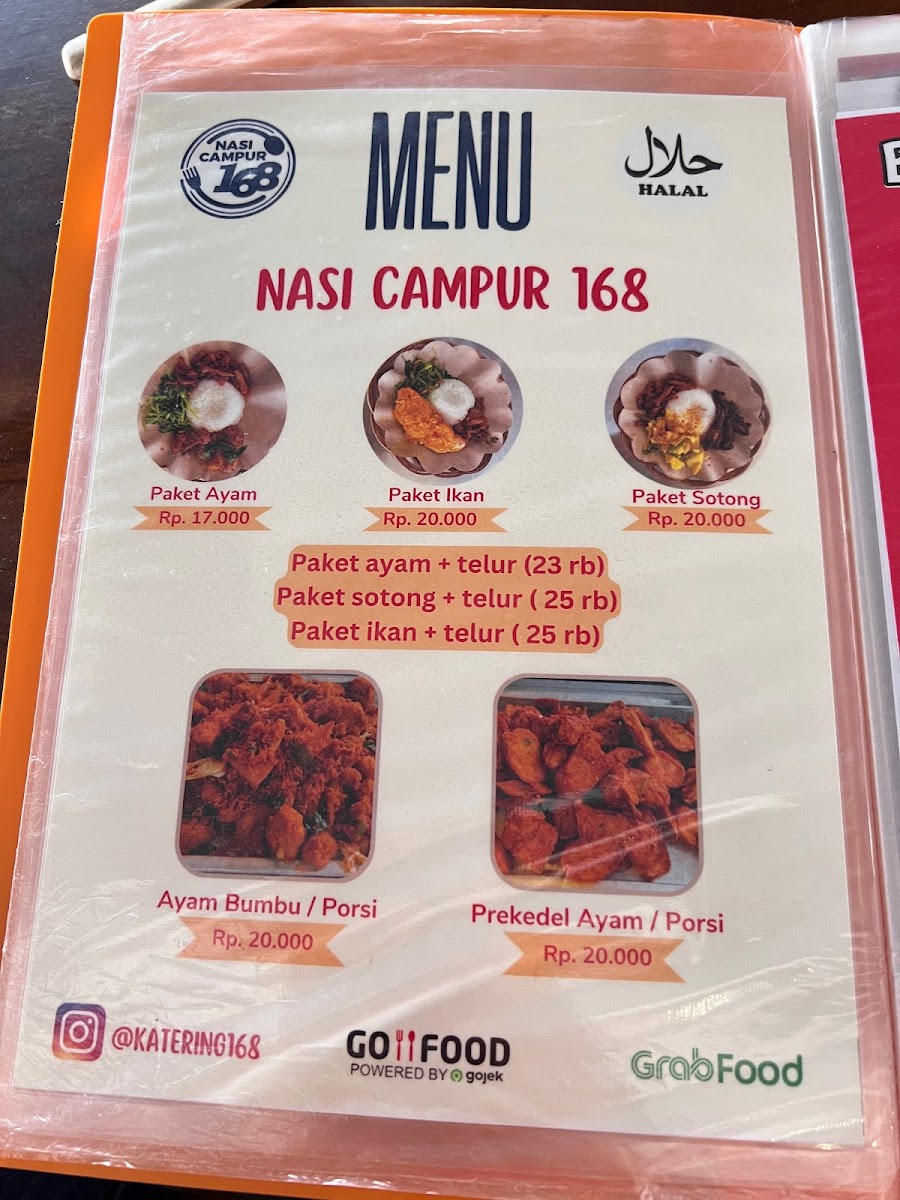 NASI
CAMPUR
168
MENU
حلال
HALAL
NASI CAMPUR 168
Paket Ayam
Rp. 17.000
Paket Ikan
Rp. 20.000
Paket Sotong
Rp. 20.000
Paket ayam + telur (23 rb)
Paket sotong + telur ( 25 rb)
Paket ikan + telur ( 25 rb)
Ayam Bumbu / Porsi
Rp. 20.000
Prekedel Ayam / Porsi
Rp. 20.000
@KATERING168
GOFOOD
POWERED BY gojek
GrabFood